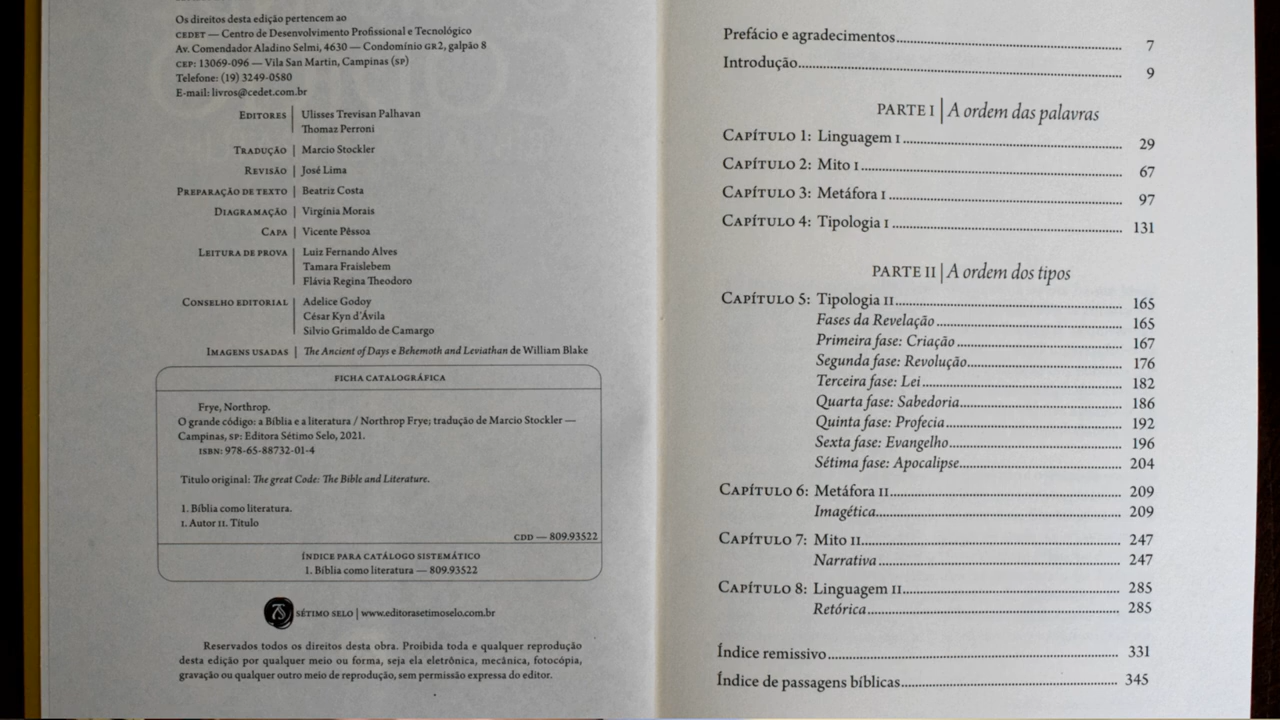 Os direitos desta edição pertencem ao
CEDET — Centro de Desenvolvimento Profissional e Tecnológico
Av. Comendador Aladino Selmi, 4630 — Condomínio GR2, galpão 8
CEP: 13069-096 — Vila San Martin, Campinas (SP)
Telefone: (19) 3249-0580
E-mail: livros@cedet.com.br
EDITORES | Ulisses Trevisan Palhavan
Thomaz Perroni
TRADUÇÃO | Marcio Stockler
REVISÃO | José Lima
PREPARAÇÃO DE TEXTO | Beatriz Costa
DIAGRAMAÇÃO | Virgínia Morais
CAPA | Vicente Pêssoa
LEITURA DE PROVA | Luiz Fernando Alves
Tamara Fraislebem
Flávia Regina Theodoro
CONSELHO EDITORIAL | Adelice Godoy
César Kyn d'Ávila
Silvio Grimaldo de Camargo
IMAGENS USADAS | The Ancient of Days e Behemoth and Leviathan de William Blake
FICHA CATALOGRÁFICA
Frye, Northrop.
O grande código: a Bíblia e a literatura / Northrop Frye; tradução de Marcio Stockler —
Campinas, SP: Editora Sétimo Selo, 2021.
ISBN: 978-65-88732-01-4
Título original: The great Code: The Bible and Literature.
1. Bíblia como literatura.
I. Autor II. Título
CDD — 809.93522
ÍNDICE PARA CATÁLOGO SISTEMÁTICO
1. Bíblia como literatura — 809.93522
SÉTIMO SELO | www.editorasetimoselo.com.br
Reservados todos os direitos desta obra. Proibida toda e qualquer reprodução
desta edição por qualquer meio ou forma, seja ela eletrônica, mecânica, fotocópia,
gravação ou qualquer outro meio de reprodução, sem permissão expressa do editor.
Prefácio e agradecimentos 7
Introdução 9
PARTE I | A ordem das palavras
CAPÍTULO 1: Linguagem I 29
CAPÍTULO 2: Mito I 67
CAPÍTULO 3: Metáfora I 97
CAPÍTULO 4: Tipologia I 131
PARTE II | A ordem dos tipos
CAPÍTULO 5: Tipologia II 165
Fases da Revelação 165
Primeira fase: Criação 167
Segunda fase: Revolução 176
Terceira fase: Lei 182
Quarta fase: Sabedoria 186
Quinta fase: Profecia 192
Sexta fase: Evangelho 196
Sétima fase: Apocalipse 204
CAPÍTULO 6: Metáfora II 209
Imagética 209
CAPÍTULO 7: Mito II 247
Narrativa 247
CAPÍTULO 8: Linguagem II 285
Retórica 285
Índice remissivo 331
Índice de passagens bíblicas 345